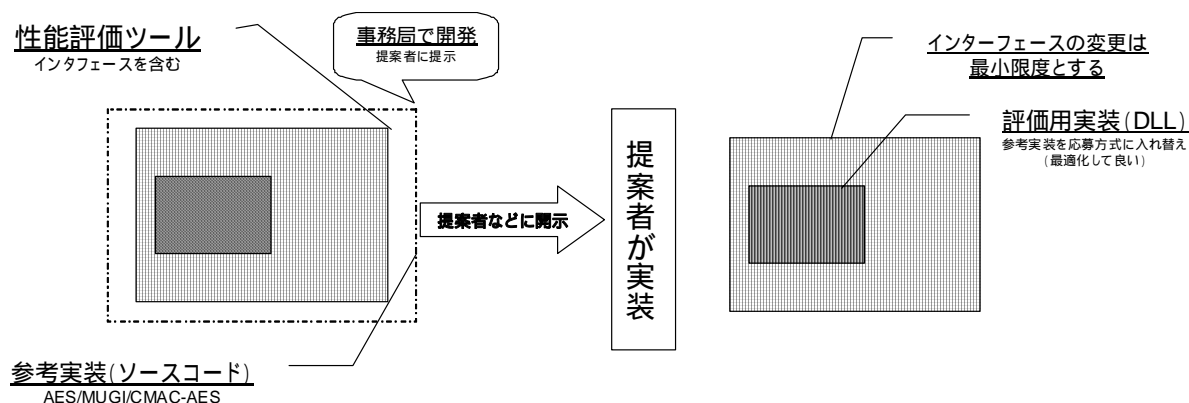 性能評価ツール
インタフェースを含む
事務局で開発
提案者に提示
提案者などに開示
参考実装(ソースコード)
AES/MUGI/CMAC-AES
提案者が実装
インターフェースの変更は
最小限度とする
評価用実装(DLL)
参考実装を応募方式に入れ替え
(最適化して良い)